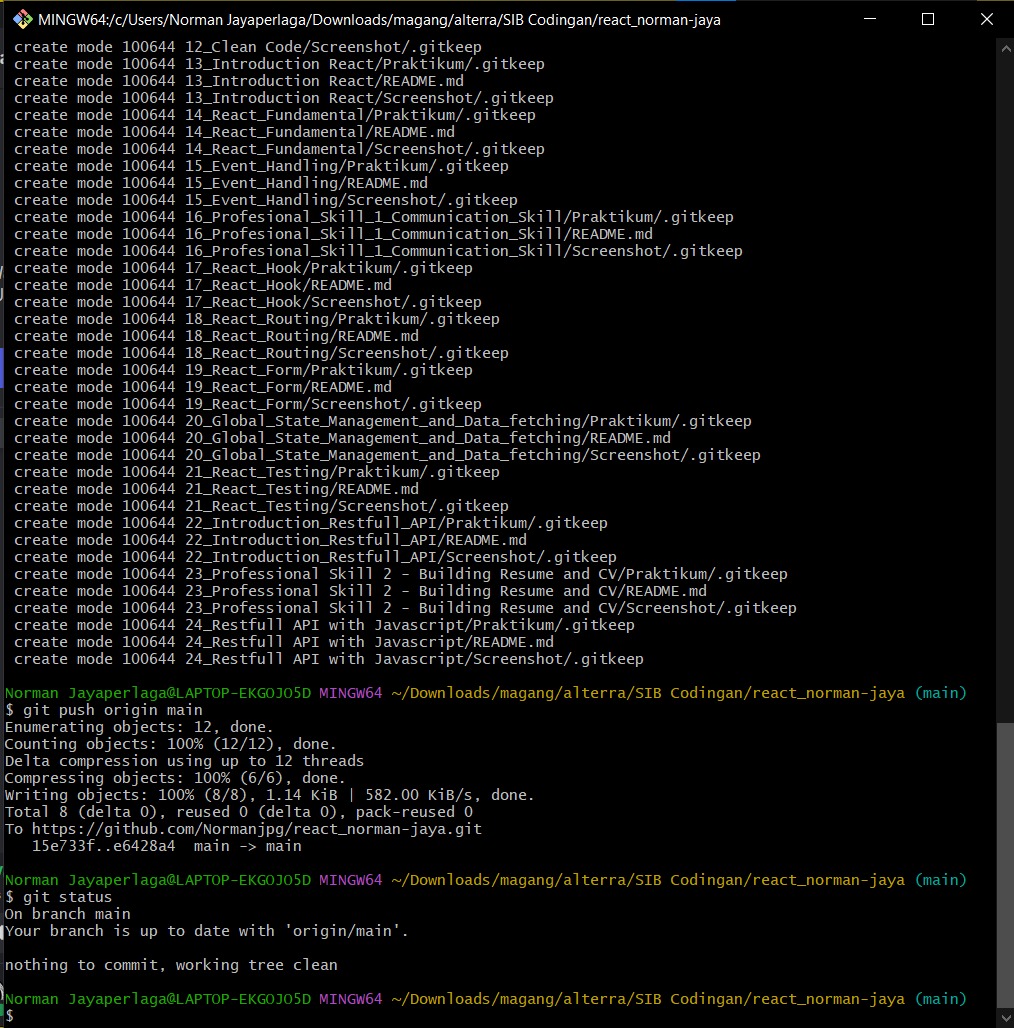 MINGW64:/c/Users/Norman Jayaperlaga/Downloads/magang/alterra/SIB Codingan/react_norman-jaya
create mode 100644 12_Clean Code/Screenshot/.gitkeep
create mode 100644 13_Introduction React/Praktikum/.gitkeep
create mode 100644 13_Introduction React/README.md
create mode 100644 13_Introduction React/Screenshot/.gitkeep
create mode 100644 14_React_Fundamental/Praktikum/.gitkeep
create mode 100644 14_React_Fundamental/README.md
create mode 100644 14_React_Fundamental/Screenshot/.gitkeep
create mode 100644 15_Event_Handling/Praktikum/.gitkeep
create mode 100644 15_Event_Handling/README.md
create mode 100644 15_Event_Handling/Screenshot/.gitkeep
create mode 100644 16_Profesional_Skill_1_Communication_Skill/Praktikum/.gitkeep
create mode 100644 16_Profesional_Skill_1_Communication_Skill/README.md
create mode 100644 16_Profesional_Skill_1_Communication_Skill/Screenshot/.gitkeep
create mode 100644 17_React_Hook/Praktikum/.gitkeep
create mode 100644 17_React_Hook/README.md
create mode 100644 17_React_Hook/Screenshot/.gitkeep
create mode 100644 18_React_Routing/Praktikum/.gitkeep
create mode 100644 18_React_Routing/README.md
create mode 100644 18_React_Routing/Screenshot/.gitkeep
create mode 100644 19_React_Form/Praktikum/.gitkeep
create mode 100644 19_React_Form/README.md
create mode 100644 19_React_Form/Screenshot/.gitkeep
create mode 100644 20_Global_State_Management_and_Data_fetching/Praktikum/.gitkeep
create mode 100644 20_Global_State_Management_and_Data_fetching/README.md
create mode 100644 20_Global_State_Management_and_Data_fetching/Screenshot/.gitkeep
create mode 100644 21_React_Testing/Praktikum/.gitkeep
create mode 100644 21_React_Testing/README.md
create mode 100644 21_React_Testing/Screenshot/.gitkeep
create mode 100644 22_Introduction_Restfull_API/Praktikum/.gitkeep
create mode 100644 22_Introduction_Restfull_API/README.md
create mode 100644 22_Introduction_Restfull_API/Screenshot/.gitkeep
create mode 100644 23_Professional Skill 2 - Building Resume and CV/Praktikum/.gitkeep
create mode 100644 23_Professional Skill 2 - Building Resume and CV/README.md
create mode 100644 23_Professional Skill 2 - Building Resume and CV/Screenshot/.gitkeep
create mode 100644 24_Restfull API with Javascript/Praktikum/.gitkeep
create mode 100644 24_Restfull API with Javascript/README.md
create mode 100644 24_Restfull API with Javascript/Screenshot/.gitkeep
Norman Jayaperlaga@LAPTOP-EKGOJO5D MINGW64 ~/Downloads/magang/alterra/SIB Codingan/react_norman-jaya (main)
$ git push origin main
Enumerating objects: 12, done.
Counting objects: 100% (12/12), done.
Delta compression using up to 12 threads
Compressing objects: 100% (6/6), done.
Writing objects: 100% (8/8), 1.14 KiB | 582.00 KiB/s, done.
Total 8 (delta 0), reused 0 (delta 0), pack-reused 0
To https://github.com/Normanjpg/react_norman-jaya.git
15e733f..e6428a4  main -> main
Norman Jayaperlaga@LAPTOP-EKGOJO5D MINGW64 ~/Downloads/magang/alterra/SIB Codingan/react_norman-jaya (main)
$ git status
On branch main
Your branch is up to date with 'origin/main'.
nothing to commit, working tree clean
Norman Jayaperlaga@LAPTOP-EKGOJO5D MINGW64 ~/Downloads/magang/alterra/SIB Codingan/react_norman-jaya (main)
$